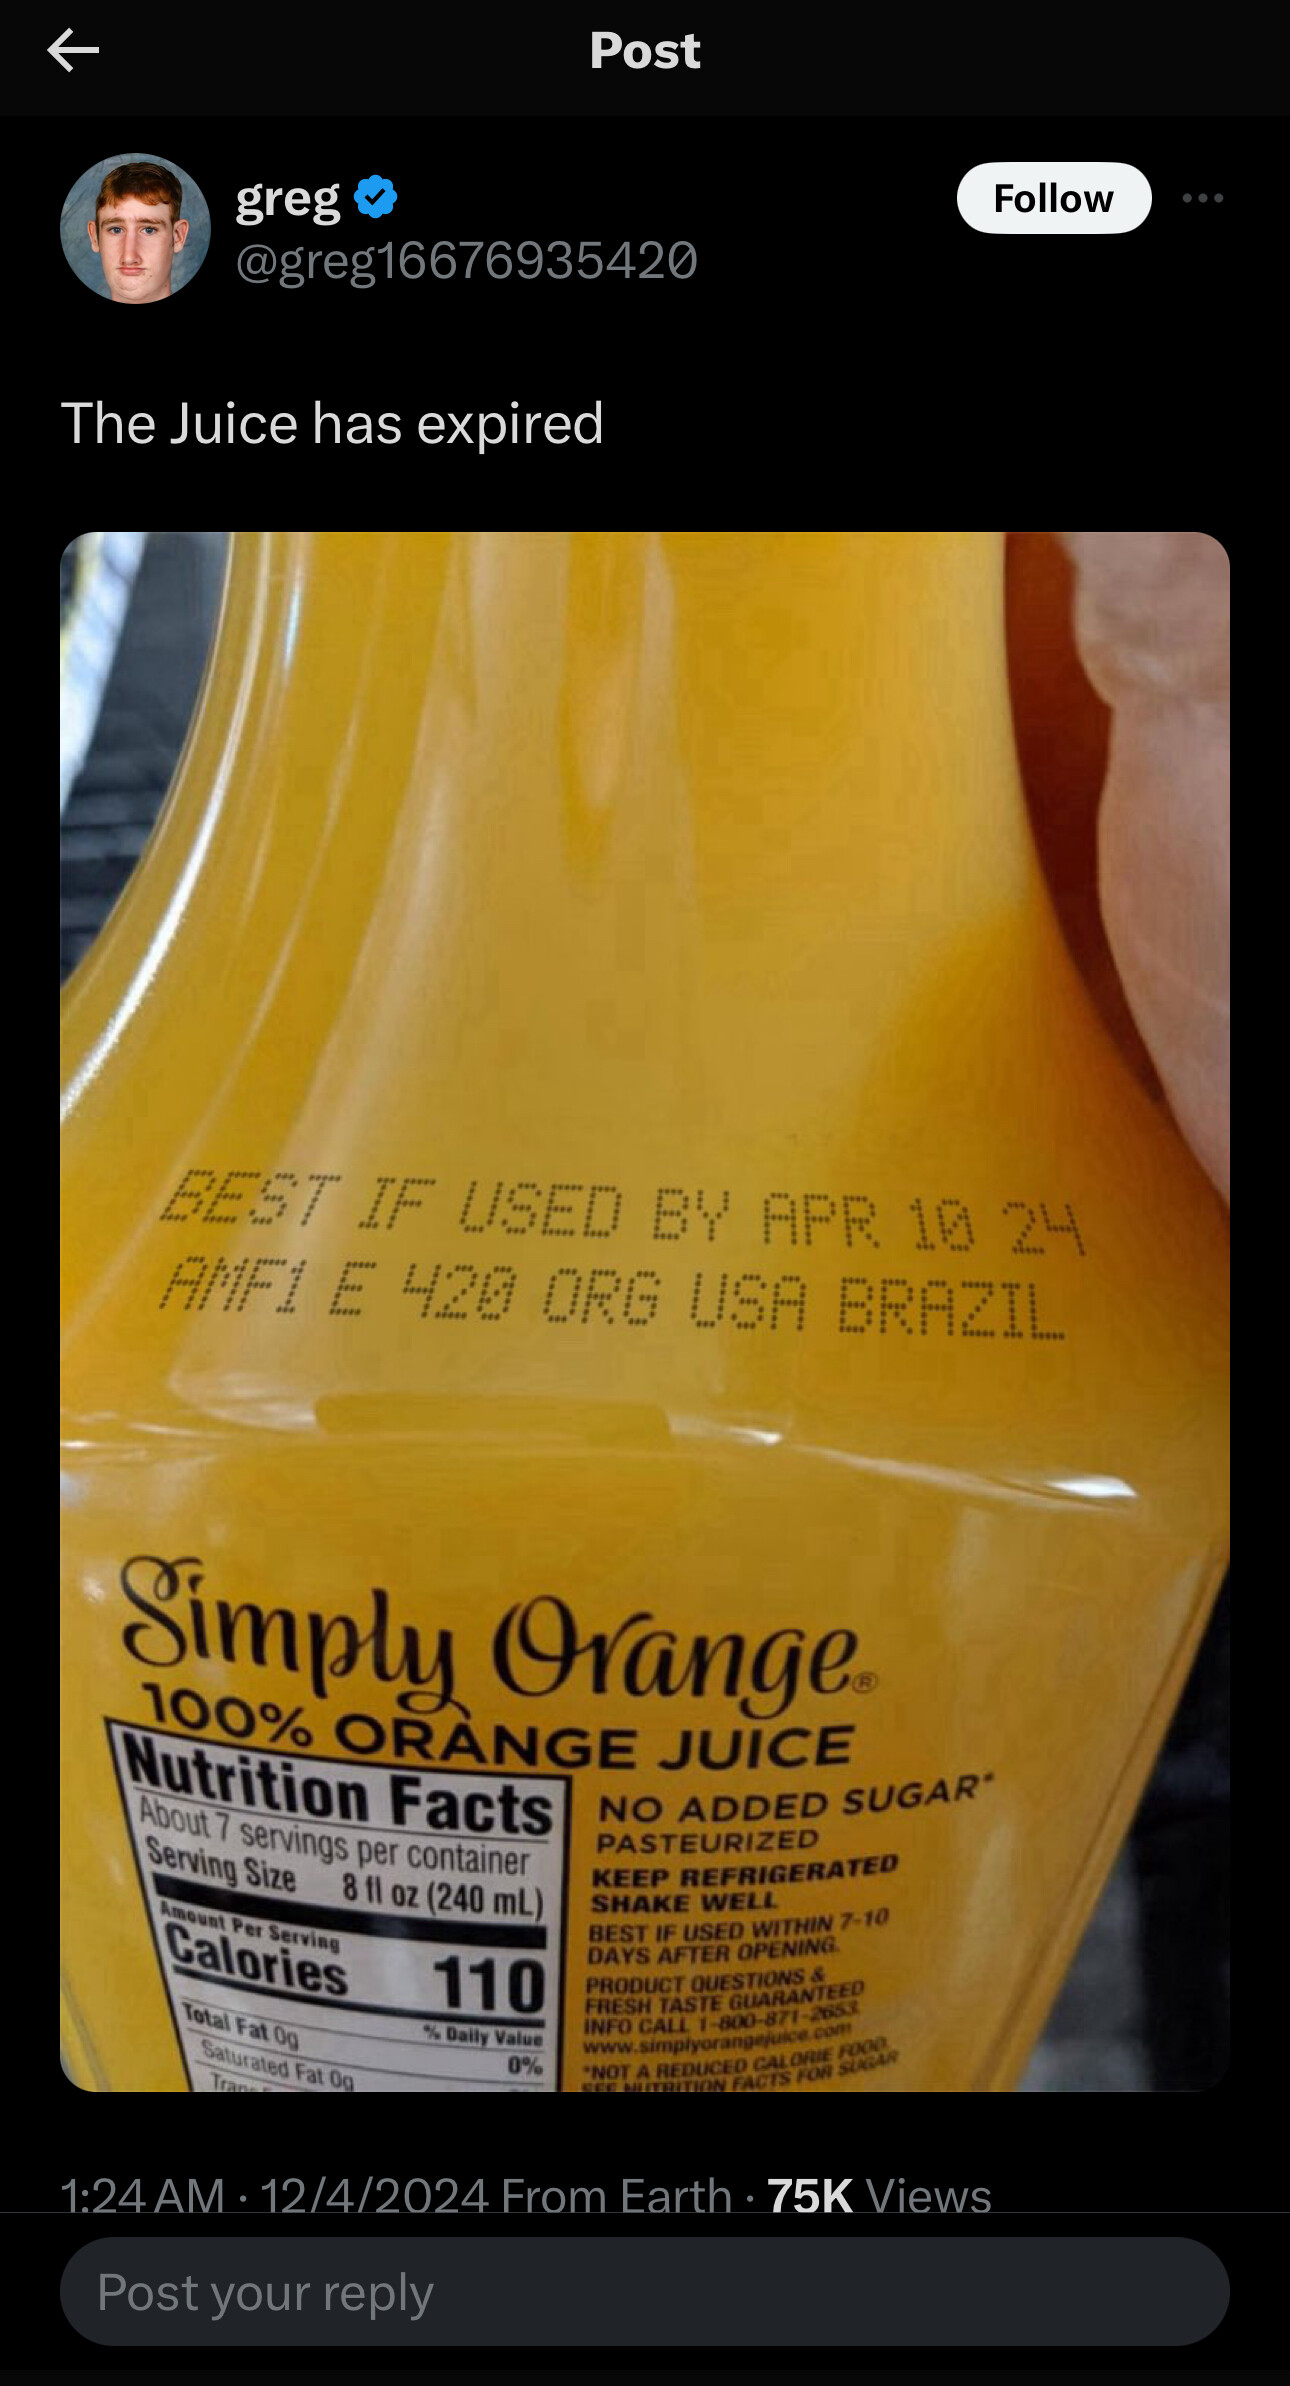 Post
greg
Follow
@greg16676935420
The Juice has expired
BEST IF USED BY APR 10 24
AMF1 E 420 ORG USA BRAZIL
Simply Orange®
100% ORANGE JUICE
Nutrition Facts
About 7 servings per container
Serving Size 8 fl oz (240 mL)
Amount Per Serving
Calories 110
% Daily Value
Total Fat 0g 0%
Saturated Fat 0g
NO ADDED SUGAR*
PASTEURIZED
KEEP REFRIGERATED
SHAKE WELL
BEST IF USED WITHIN 7-10
DAYS AFTER OPENING.
PRODUCT QUESTIONS &
FRESH TASTE GUARANTEED
INFO CALL 1-800-871-2653
www.simplyorangejuice.com
*NOT A REDUCED CALORIE FOOD.
SEE NUTRITION FACTS FOR SUGAR
1:24 AM · 12/4/2024 From Earth · 75K Views
Post your reply